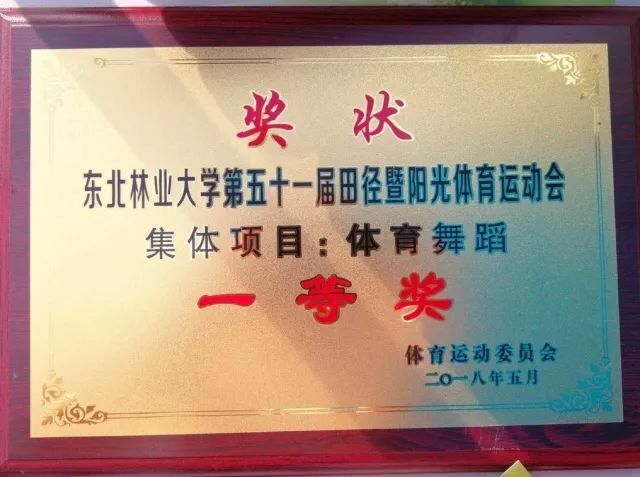 奖状
东北林业大学第五十一届田径暨阳光体育运动会
集体项目：体育舞蹈
一等奖
体育运动委员会
二〇一八年五月